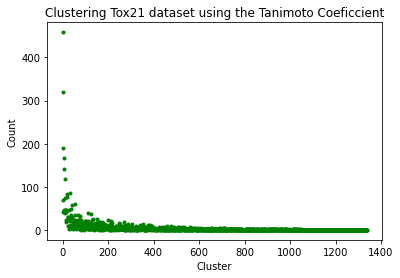 Clustering Tox21 dataset using the Tanimoto Coeficcient
400
300
200
100
0
Count
0 200 400 600 800 1000 1200 1400
Cluster